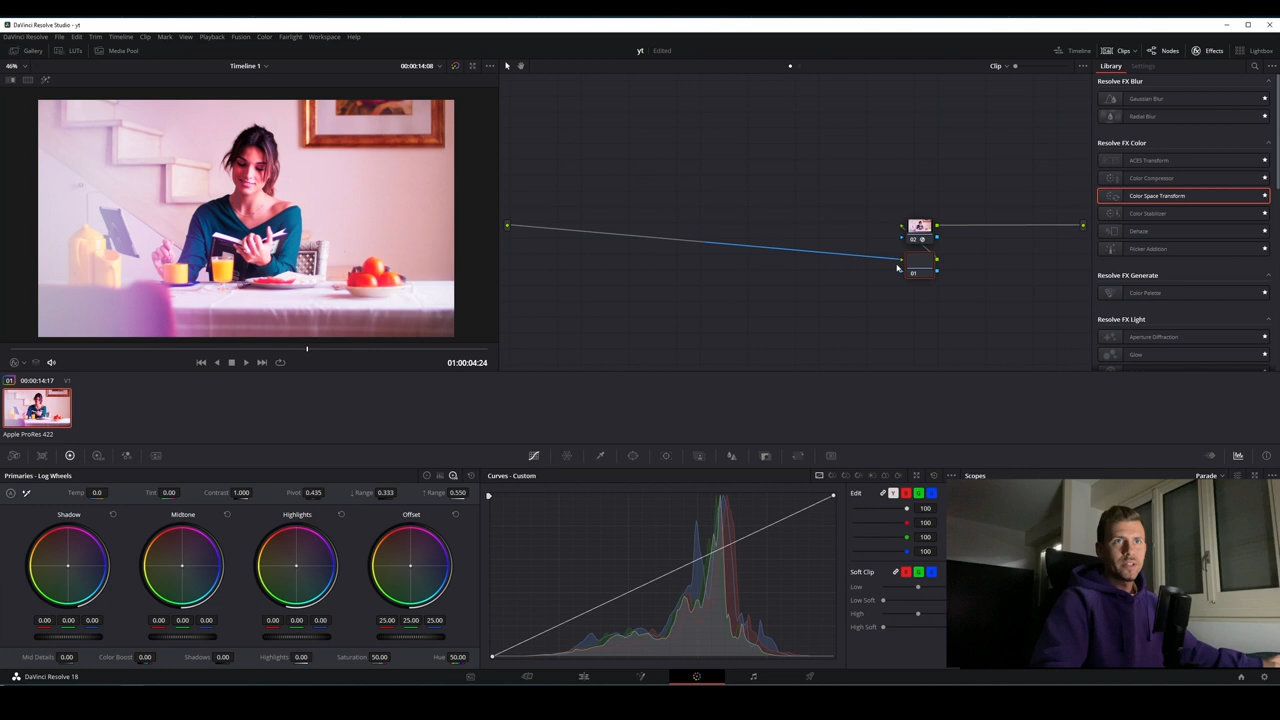 DaVinci Resolve Studio - yt
DaVinci Resolve File Edit Trim Timeline Clip Mark View Playback Fusion Color Fairlight Workspace Help
Gallery LUTs Media Pool yt Edited Timeline Clips Nodes Effects Lightbox
46% Timeline 1 00:00:14:08 Clip Library Settings
Resolve FX Blur
Gaussian Blur
Radial Blur
Resolve FX Color
ACES Transform
Color Compressor
Color Space Transform
Color Stabilizer
Dehaze
Flicker Addition
Resolve FX Generate
Color Palette
Resolve FX Light
Aperture Diffraction
Glow
02
01
01:00:04:24
01 00:00:14:17 V1
Apple ProRes 422
Primaries - Log Wheels
Temp 0.0 Tint 0.00 Contrast 1.000 Pivot 0.435 ↓ Range 0.333 ↑ Range 0.550
Shadow Midtone Highlights Offset
0.00 0.00 0.00 0.00 0.00 0.00 0.00 0.00 0.00 25.00 25.00 25.00
Mid Details 0.00 Color Boost 0.00 Shadows 0.00 Highlights 0.00 Saturation 50.00 Hue 50.00
Curves - Custom
Edit Y R G B
100
100
100
100
Soft Clip R G B
Low
Low Soft
High
High Soft
Scopes Parade
DaVinci Resolve 18